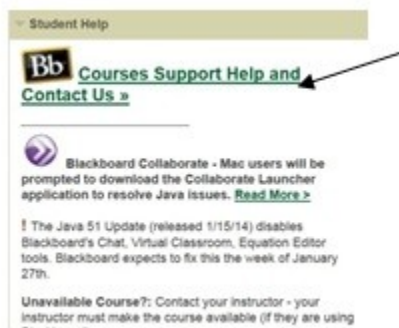 Student Help
Bb Courses Support Help and
Contact Us »
Blackboard Collaborate - Mac users will be
prompted to download the Collaborate Launcher
application to resolve Java issues. Read More >
! The Java 51 Update (released 1/15/14) disables
Blackboard's Chat, Virtual Classroom, Equation Editor
tools. Blackboard expects to fix this the week of January
27th.
Unavailable Course?: Contact your instructor - your
instructor must make the course available (if they are using